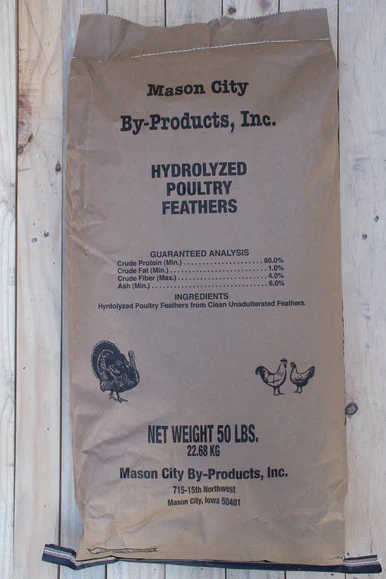 Mason City
By-Products, Inc.
HYDROLYZED
POULTRY
FEATHERS
GUARANTEED ANALYSIS
Crude Protein (Min.) . . . . . . . . . . . . . . . . . . . . . . 80.0%
Crude Fat (Min.) . . . . . . . . . . . . . . . . . . . . . . . . . . 1.0%
Crude Fiber (Max.) . . . . . . . . . . . . . . . . . . . . . . . . 4.0%
Ash (Min.) . . . . . . . . . . . . . . . . . . . . . . . . . . . . . . 6.0%
INGREDIENTS
Hydolyzed Poultry Feathers from Clean Unadulterated Feathers.
NET WEIGHT 50 LBS.
22.68 KG
Mason City By-Products, Inc.
715-15th Northwest
Mason City, Iowa 50401